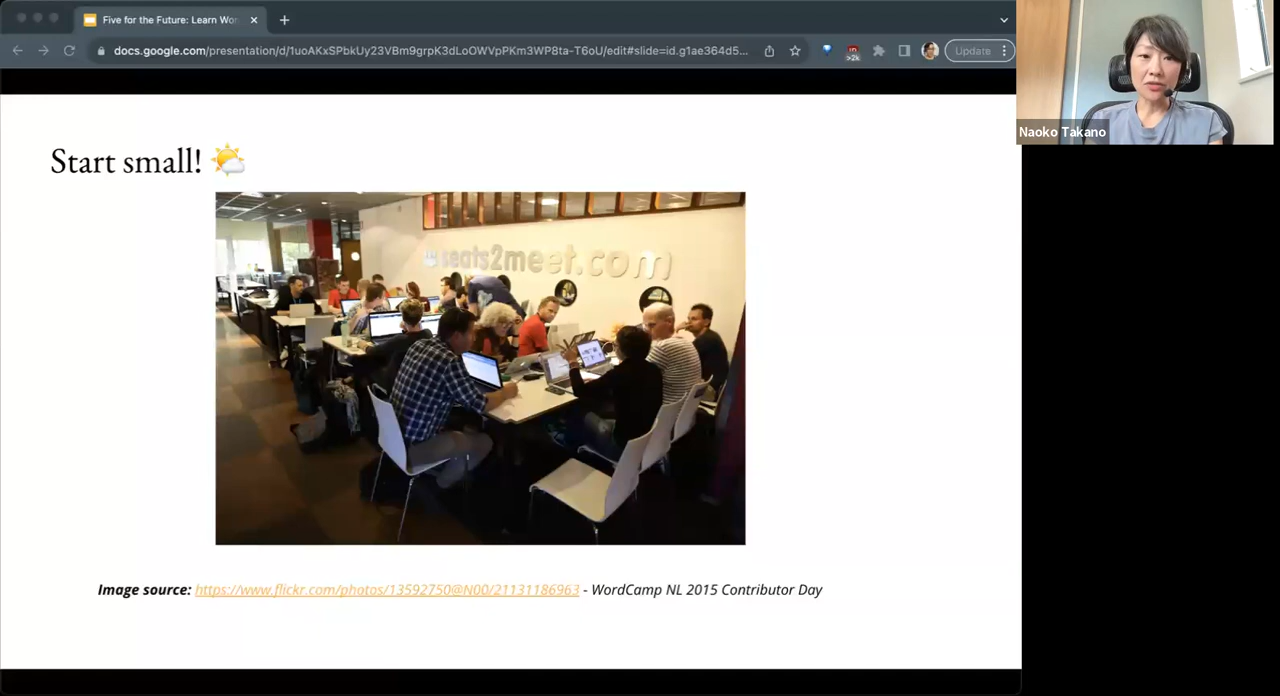 Five for the Future: Learn Wor
docs.google.com/presentation/d/1uoAKxSPbkUy23VBm9grpK3dLoOWVpPKm3WP8ta-T6oU/edit#slide=id.g1ae364d5...
>2k
Update
Naoko Takano
Start small!
seats2meet.com
Image source: https://www.flickr.com/photos/13592750@N00/21131186963 - WordCamp NL 2015 Contributor Day